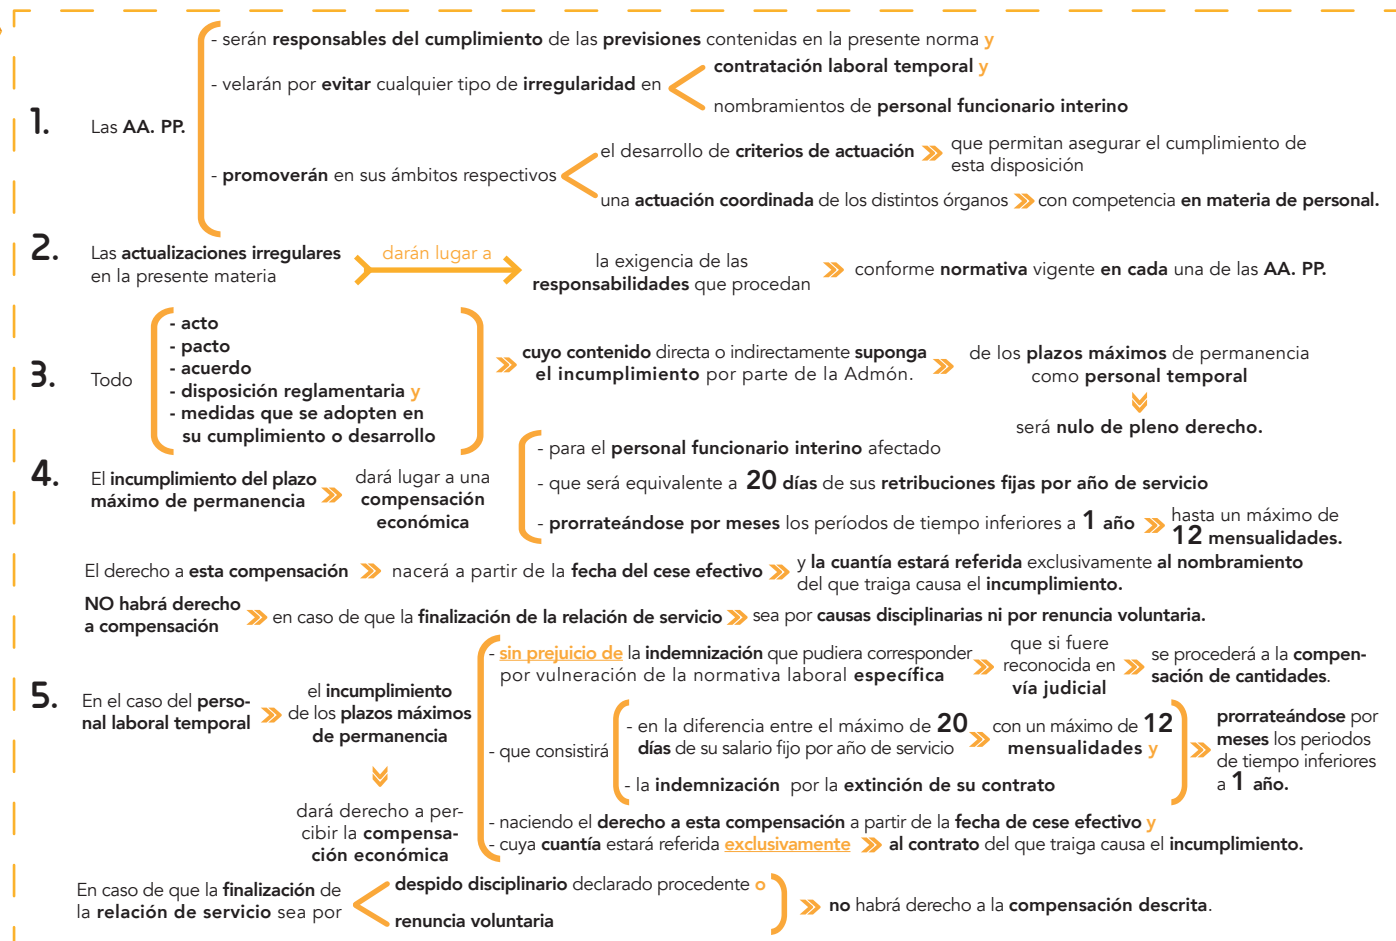 1. Las AA. PP.
- serán responsables del cumplimiento de las previsiones contenidas en la presente norma y
- velarán por evitar cualquier tipo de irregularidad en
contratación laboral temporal y
nombramientos de personal funcionario interino
- promoverán en sus ámbitos respectivos
el desarrollo de criterios de actuación » que permitan asegurar el cumplimiento de
esta disposición
una actuación coordinada de los distintos órganos » con competencia en materia de personal.
2. Las actualizaciones irregulares
en la presente materia
darán lugar a
la exigencia de las
responsabilidades que procedan
» conforme normativa vigente en cada una de las AA. PP.
3. Todo
- acto
- pacto
- acuerdo
- disposición reglamentaria y
- medidas que se adopten en
su cumplimiento o desarrollo
» cuyo contenido directa o indirectamente suponga
el incumplimiento por parte de la Admón.
» de los plazos máximos de permanencia
como personal temporal
será nulo de pleno derecho.
4. El incumplimiento del plazo
máximo de permanencia
» dará lugar a una
compensación
económica
- para el personal funcionario interino afectado
- que será equivalente a 20 días de sus retribuciones fijas por año de servicio
- prorrateándose por meses los períodos de tiempo inferiores a 1 año » hasta un máximo de
12 mensualidades.
El derecho a esta compensación » nacerá a partir de la fecha del cese efectivo » y la cuantía estará referida exclusivamente al nombramiento
del que traiga causa el incumplimiento.
NO habrá derecho
a compensación
» en caso de que la finalización de la relación de servicio » sea por causas disciplinarias ni por renuncia voluntaria.
5. En el caso del perso-
nal laboral temporal
» el incumplimiento
de los plazos máximos
de permanencia
dará derecho a per-
cibir la compensa-
ción económica
- sin prejuicio de la indemnización que pudiera corresponder
por vulneración de la normativa laboral específica
» que si fuere
reconocida en
vía judicial
» se procederá a la compen-
sación de cantidades.
- que consistirá
- en la diferencia entre el máximo de 20
días de su salario fijo por año de servicio
» con un máximo de 12
mensualidades y
- la indemnización por la extinción de su contrato
» prorrateándose por
meses los periodos
de tiempo inferiores
a 1 año.
- naciendo el derecho a esta compensación a partir de la fecha de cese efectivo y
- cuya cuantía estará referida exclusivamente » al contrato del que traiga causa el incumplimiento.
En caso de que la finalización de
la relación de servicio sea por
despido disciplinario declarado procedente o
renuncia voluntaria
» no habrá derecho a la compensación descrita.